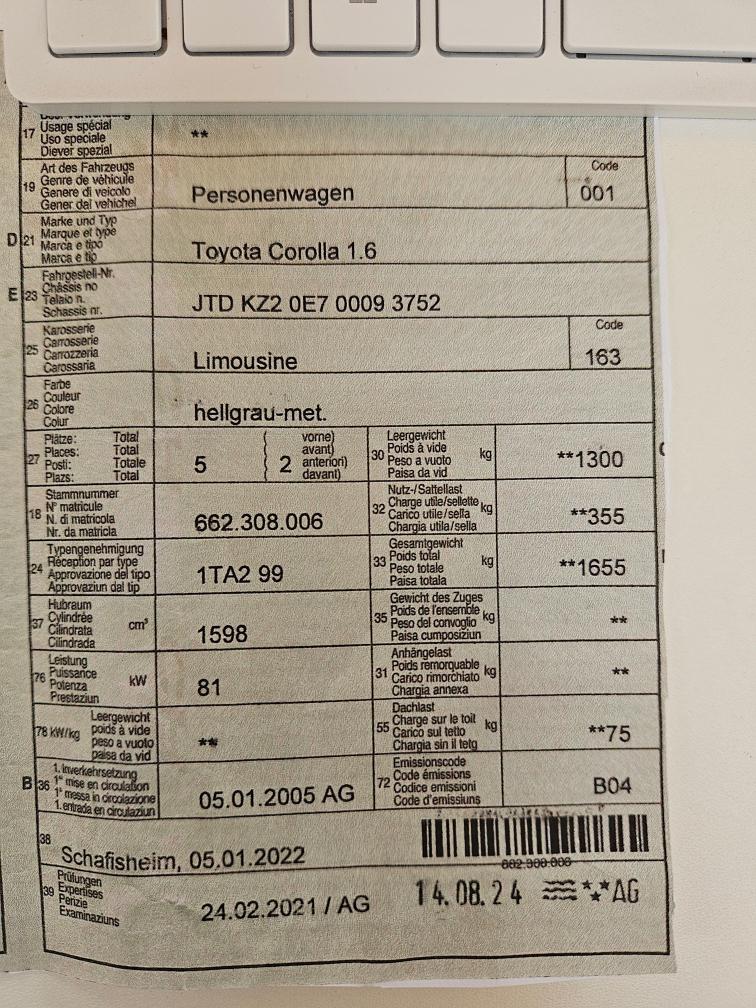 17 Usage spécial
Uso speciale
Diever spezial
**
19 Art des Fahrzeugs
Genre de véhicule
Genere di veicolo
Gener dal vehichel
Personenwagen
Code
001
D 21 Marke und Typ
Marque et type
Marca e tipo
Marca e tip
Toyota Corolla 1.6
E 23 Fahrgestell-Nr.
Châssis no
Telaio n.
Schassis nr.
JTD KZ2 0E7 0009 3752
25 Karosserie
Carrosserie
Carrozzeria
Carossaria
Limousine
Code
163
26 Farbe
Couleur
Colore
Colur
hellgrau-met.
27 Plätze: Total
Places: Total
Posti: Totale
Plazs: Total
5
( vorne)
( avant)
2 anteriori)
( davant)
30 Leergewicht
Poids à vide
Peso a vuoto
Paisa da vid
kg
**1300
18 Stammnummer
N° matricule
N. di matricola
Nr. da matricla
662.308.006
32 Nutz-/Sattellast
Charge utile/sellette
Carico utile/sella
Chargia utila/sella
kg
**355
24 Typengenehmigung
Réception par type
Approvazione del tipo
Approvaziun dal tip
1TA2 99
33 Gesamtgewicht
Poids total
Peso totale
Paisa totala
kg
**1655
37 Hubraum
Cylindrée
Cilindrata
Cilindrada
cm³
1598
35 Gewicht des Zuges
Poids de l'ensemble
Peso del convoglio
Paisa cumposiziun
kg
**
76 Leistung
Puissance
Potenza
Prestaziun
kW
81
31 Anhängelast
Poids remorquable
Carico rimorchiato
Chargia annexa
kg
**
78 kW/kg Leergewicht
poids à vide
peso a vuoto
paisa da vid
**
55 Dachlast
Charge sur le toit
Carico sul tetto
Chargia sin il tetg
kg
**75
B 36 1. Inverkehrsetzung
1re mise en circulation
1a messa in circolazione
1. entrada en circulaziun
05.01.2005 AG
72 Emissionscode
Code émissions
Codice emissioni
Code d'emissiuns
B04
38
Schafisheim, 05.01.2022
39 Prüfungen
Expertises
Perizie
Examinaziuns
24.02.2021 / AG
14.08.24 AG